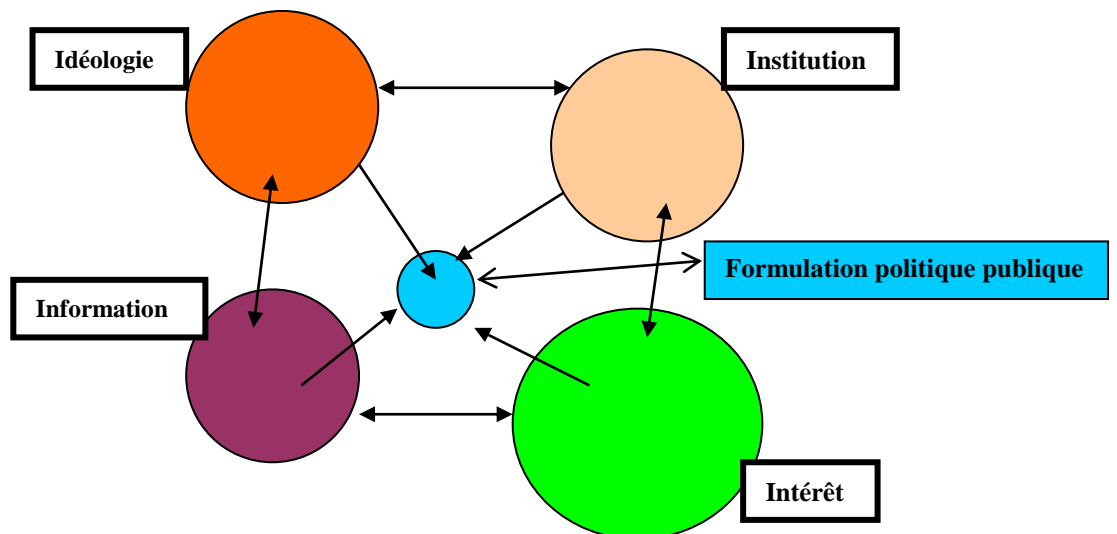 Idéologie
Institution
Formulation politique publique
Information
Intérêt